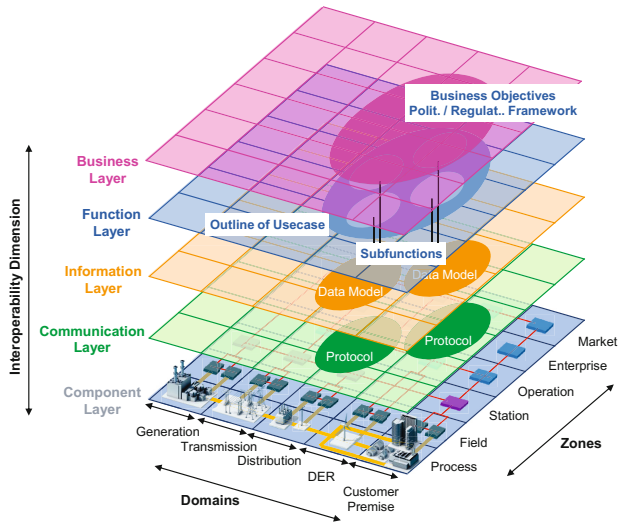 Business Objectives
Polit. / Regulat.. Framework
Business
Layer
Function
Layer
Outline of Usecase
Subfunctions
Information
Layer
Data Model
Data Model
Communication
Layer
Protocol
Protocol
Component
Layer
Interoperability Dimension
Market
Enterprise
Operation
Station
Field
Process
Zones
Generation
Transmission
Distribution
DER
Customer
Premise
Domains